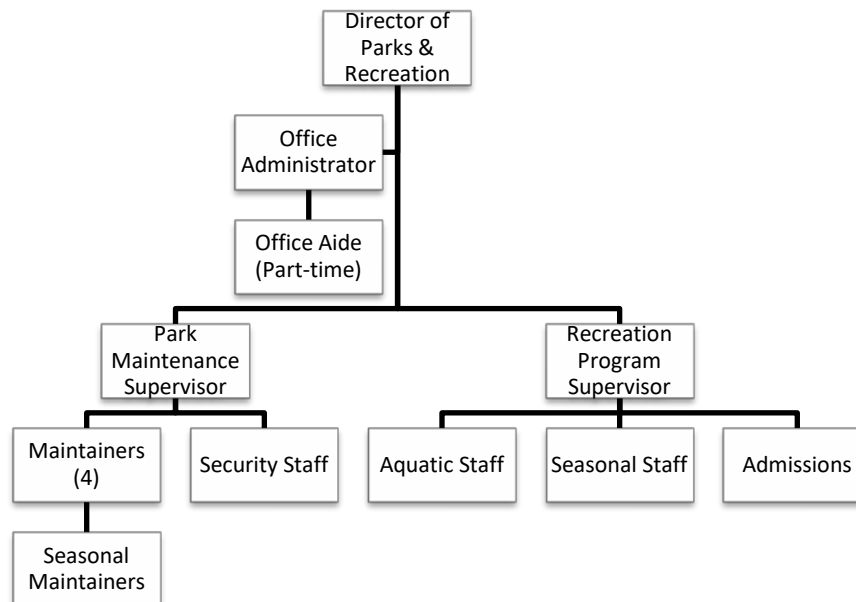 Director of
Parks &
Recreation
Office
Administrator
Office Aide
(Part-time)
Park
Maintenance
Supervisor
Recreation
Program
Supervisor
Maintainers
(4)
Security Staff
Aquatic Staff
Seasonal Staff
Admissions
Seasonal
Maintainers